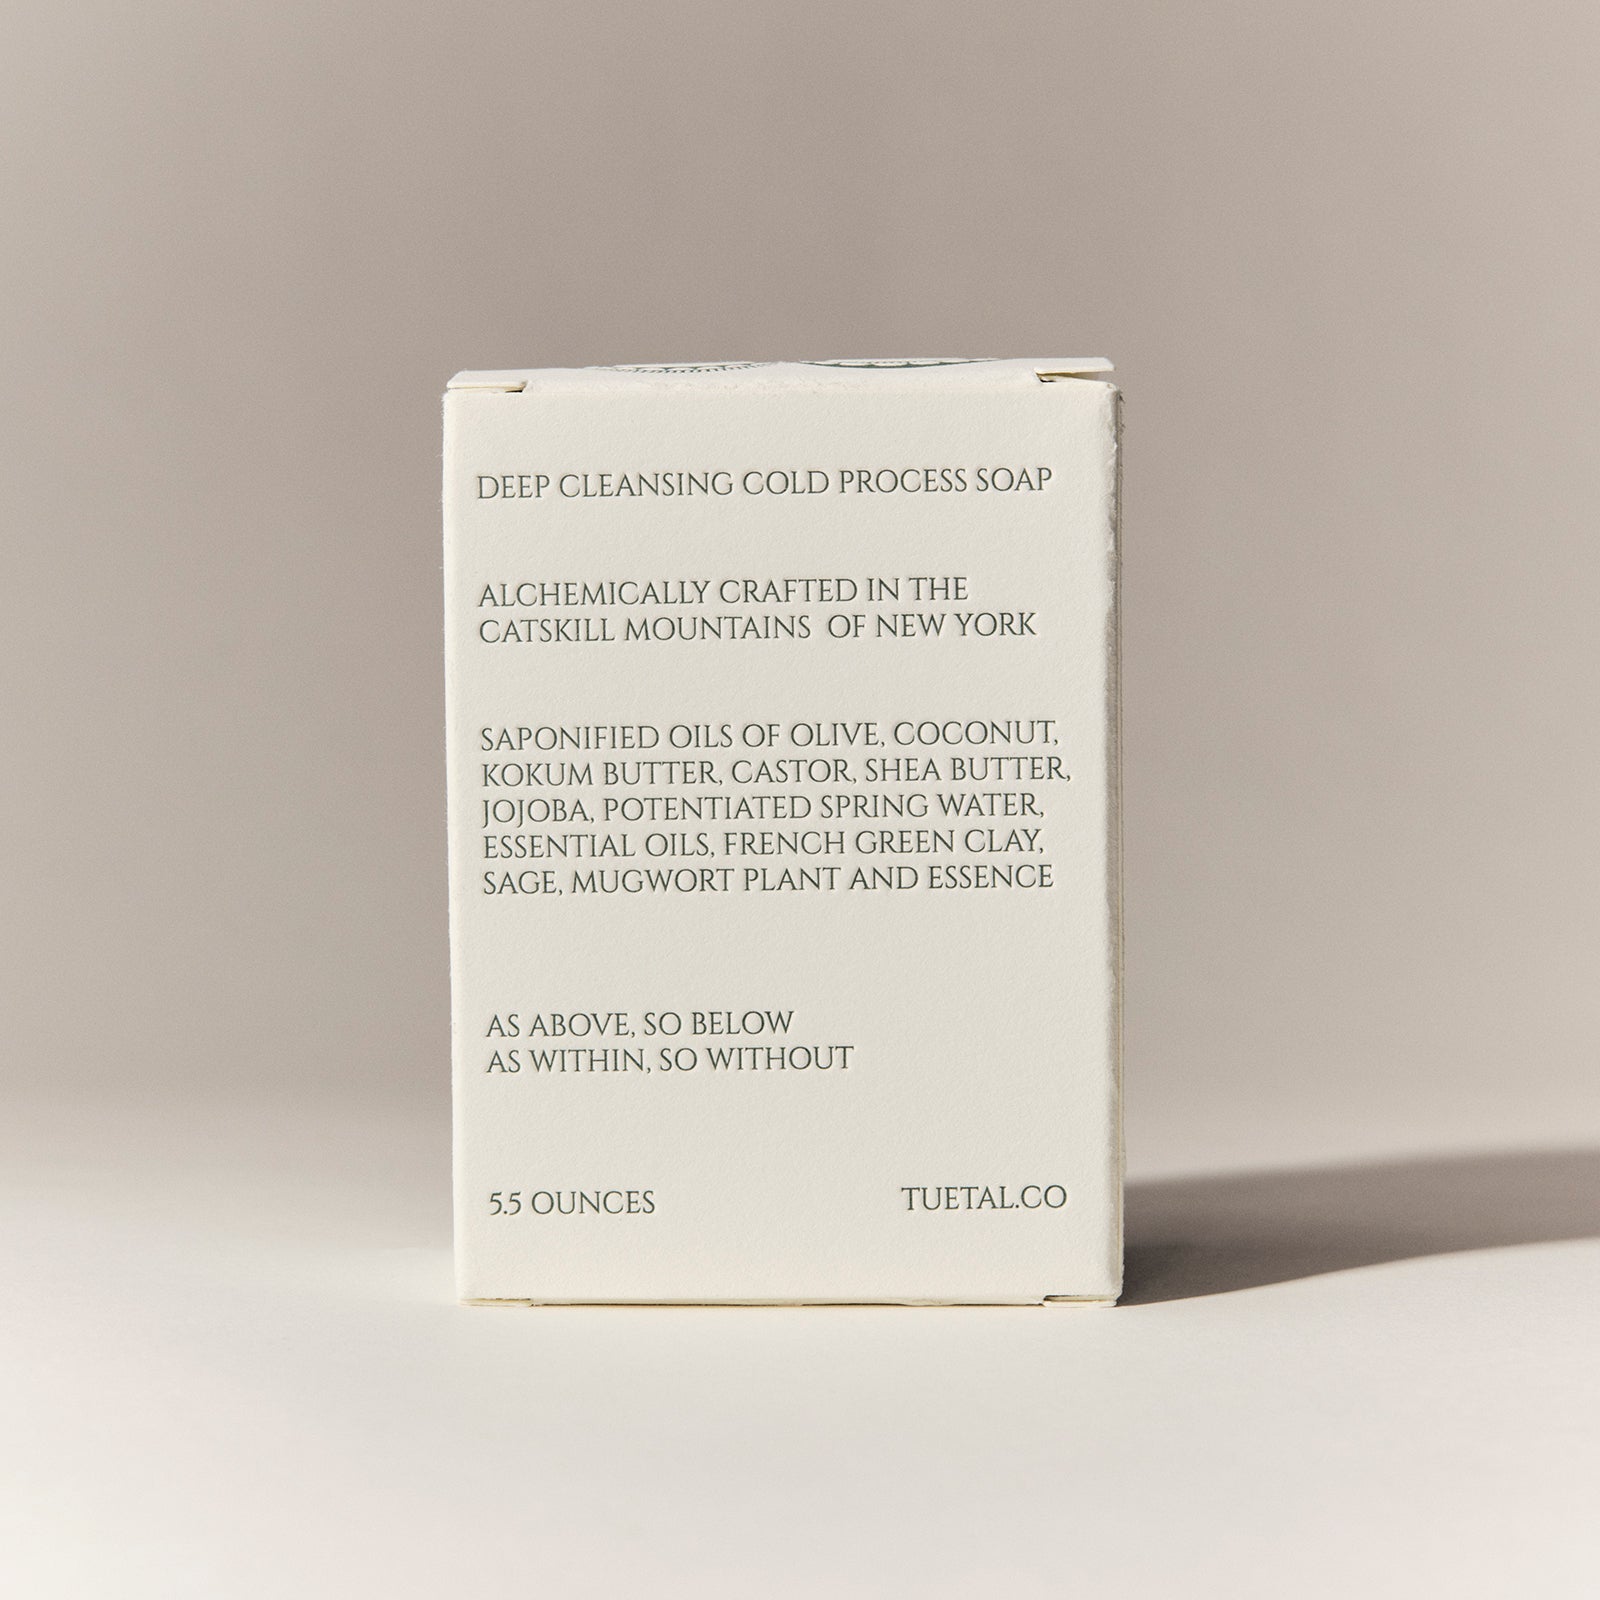 DEEP CLEANSING COLD PROCESS SOAP
ALCHEMICALLY CRAFTED IN THE
CATSKILL MOUNTAINS OF NEW YORK
SAPONIFIED OILS OF OLIVE, COCONUT,
KOKUM BUTTER, CASTOR, SHEA BUTTER,
JOJOBA, POTENTIATED SPRING WATER,
ESSENTIAL OILS, FRENCH GREEN CLAY,
SAGE, MUGWORT PLANT AND ESSENCE
AS ABOVE, SO BELOW
AS WITHIN, SO WITHOUT
5.5 OUNCES
TUETAL.CO